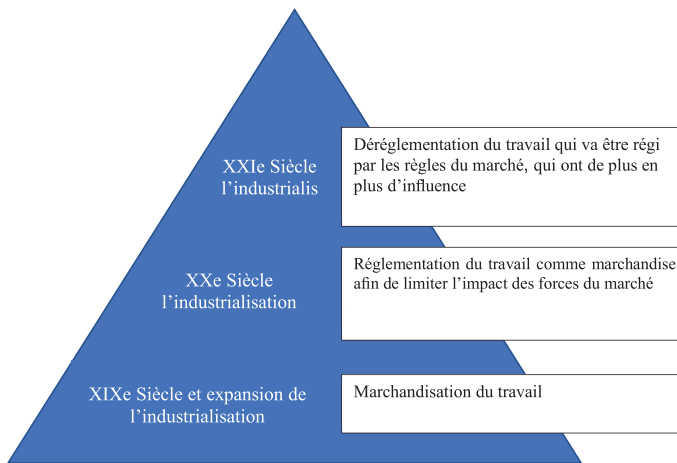 XXIe Siècle
l’industrialis
Déréglementation du travail qui va être régi
par les règles du marché, qui ont de plus en
plus d’influence
XXe Siècle
l’industrialisation
Réglementation du travail comme marchandise
afin de limiter l’impact des forces du marché
XIXe Siècle et expansion de
l’industrialisation
Marchandisation du travail